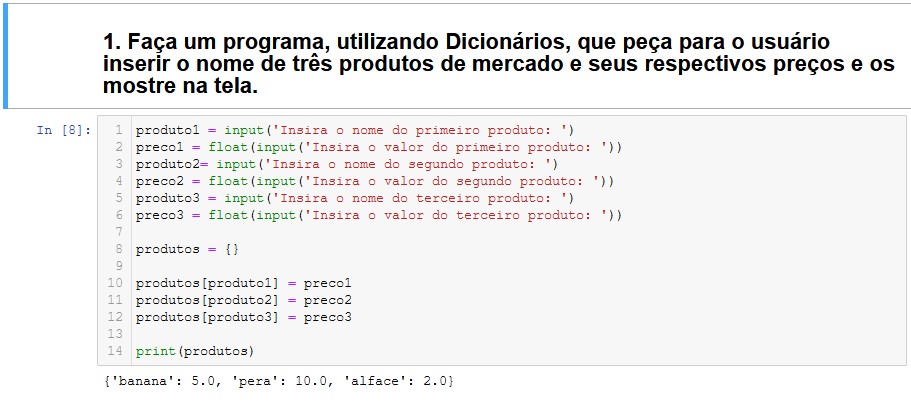 1. Faça um programa, utilizando Dicionários, que peça para o usuário
inserir o nome de três produtos de mercado e seus respectivos preços e os
mostre na tela.
In [8]:
1 produto1 = input('Insira o nome do primeiro produto: ')
2 preco1 = float(input('Insira o valor do primeiro produto: '))
3 produto2= input('Insira o nome do segundo produto: ')
4 preco2 = float(input('Insira o valor do segundo produto: '))
5 produto3 = input('Insira o nome do terceiro produto: ')
6 preco3 = float(input('Insira o valor do terceiro produto: '))
7
8 produtos = {}
9
10 produtos[produto1] = preco1
11 produtos[produto2] = preco2
12 produtos[produto3] = preco3
13
14 print(produtos)
{'banana': 5.0, 'pera': 10.0, 'alface': 2.0}